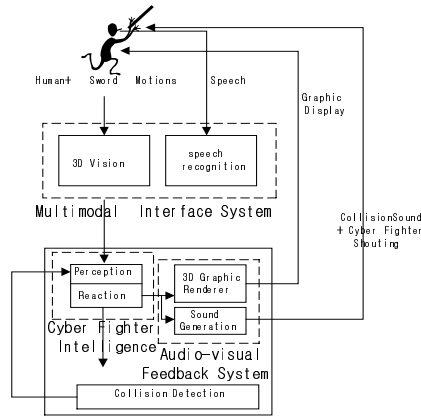 Human+ Sword Motions Speech
Graphic
Display
3D Vision
speech
recognition
Multimodal Interface System
CollisionSound
+ Cyber Fighter
Shouting
Perception
Reaction
3D Graphic
Renderer
Sound
Generation
Cyber Fighter
Intelligence
Audio-visual
Feedback System
Collision Detection